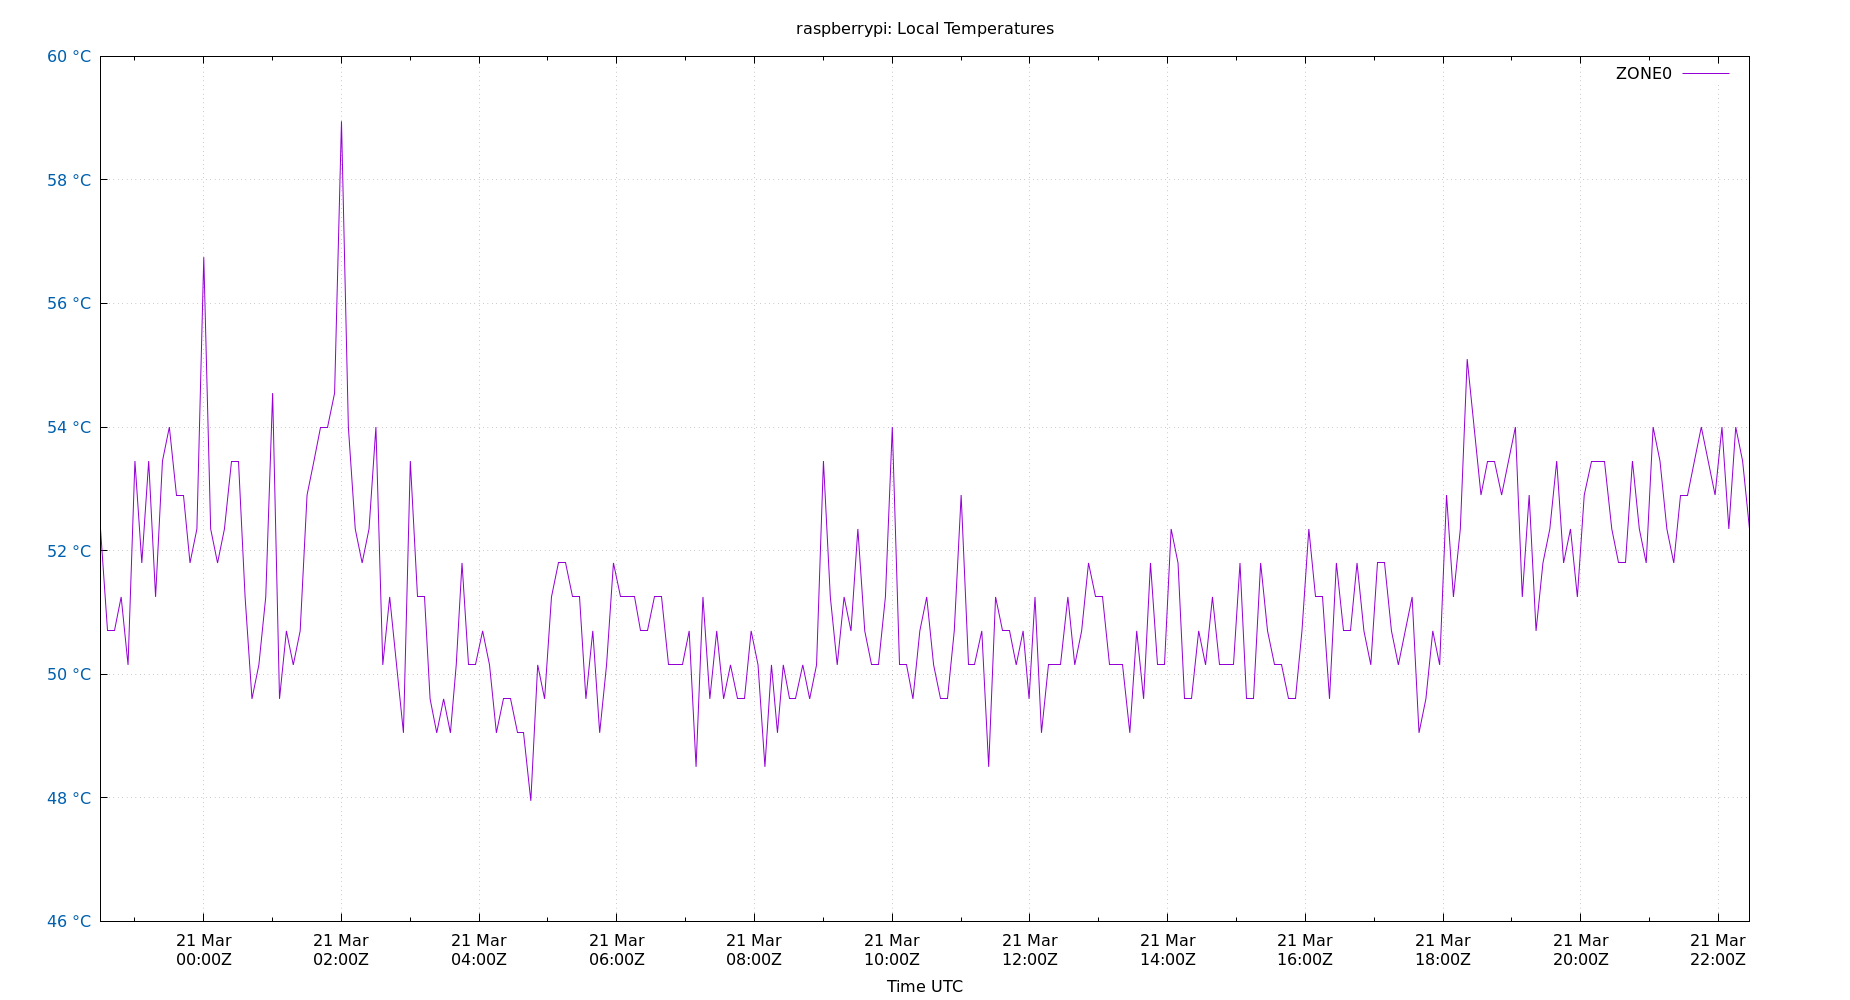 raspberrypi: Local Temperatures
60 °C
ZONE0
58 °C
56 °C
54 °C
52 °C
50 °C
48 °C
46 °C
21 Mar 21 Mar 21 Mar 21 Mar 21 Mar 21 Mar 21 Mar 21 Mar 21 Mar 21 Mar 21 Mar 21 Mar
00:00Z 02:00Z 04:00Z 06:00Z 08:00Z 10:00Z 12:00Z 14:00Z 16:00Z 18:00Z 20:00Z 22:00Z
Time UTC